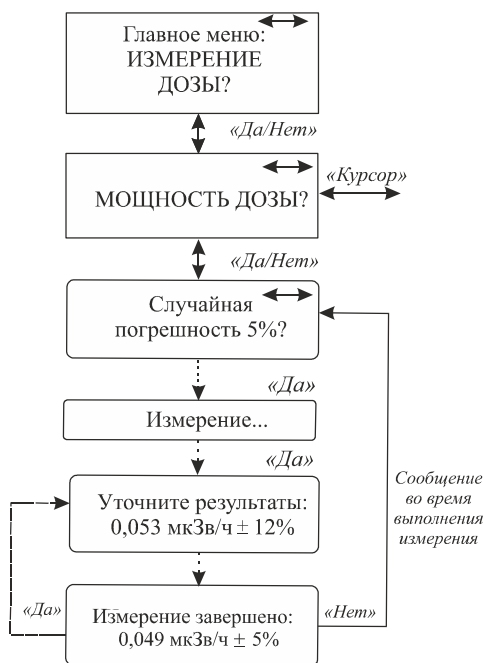 Главное меню:
ИЗМЕРЕНИЕ
ДОЗЫ?
«Да/Нет»
«Курсор»
МОЩНОСТЬ ДОЗЫ?
«Да/Нет»
Случайная
погрешность 5%?
«Да»
Измерение...
«Да»
Сообщение
во время
выполнения
измерения
Уточните результаты:
0,053 мкЗв/ч ± 12%
«Да»
Измерение завершено:
0,049 мкЗв/ч ± 5%
«Нет»